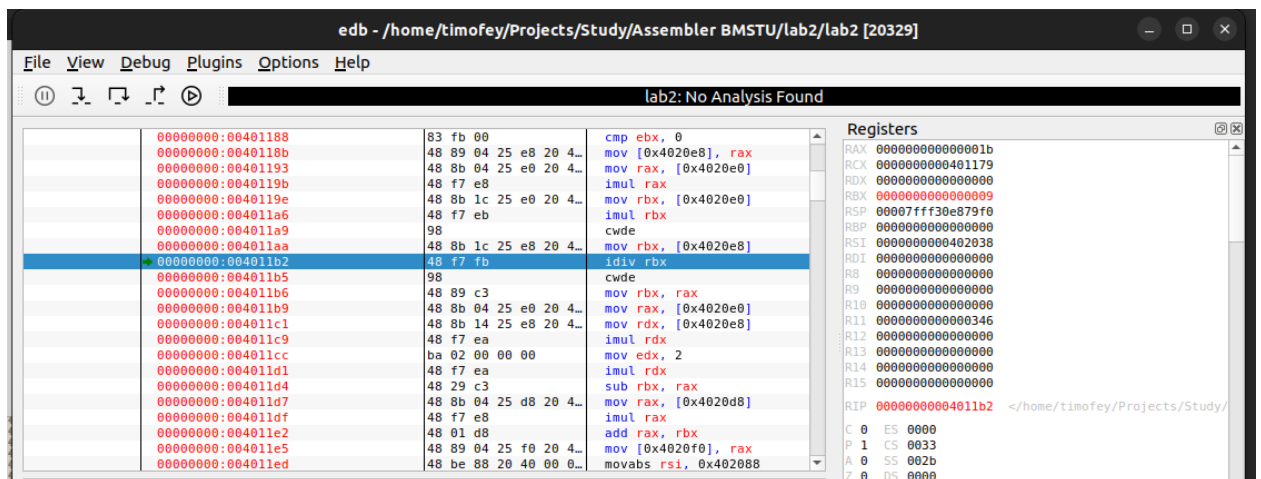 edb - /home/timofey/Projects/Study/Assembler BMSTU/lab2/lab2 [20329]
File View Debug Plugins Options Help
lab2: No Analysis Found
00000000:00401188 83 fb 00 cmp ebx, 0
00000000:0040118b 48 89 04 25 e8 20 4… mov [0x4020e8], rax
00000000:00401193 48 8b 04 25 e0 20 4… mov rax, [0x4020e0]
00000000:0040119b 48 f7 e8 imul rax
00000000:0040119e 48 8b 1c 25 e0 20 4… mov rbx, [0x4020e0]
00000000:004011a6 48 f7 eb imul rbx
00000000:004011a9 98 cwde
00000000:004011aa 48 8b 1c 25 e8 20 4… mov rbx, [0x4020e8]
00000000:004011b2 48 f7 fb idiv rbx
00000000:004011b5 98 cwde
00000000:004011b6 48 89 c3 mov rbx, rax
00000000:004011b9 48 8b 04 25 e0 20 4… mov rax, [0x4020e0]
00000000:004011c1 48 8b 14 25 e8 20 4… mov rdx, [0x4020e8]
00000000:004011c9 48 f7 ea imul rdx
00000000:004011cc ba 02 00 00 00 mov edx, 2
00000000:004011d1 48 f7 ea imul rdx
00000000:004011d4 48 29 c3 sub rbx, rax
00000000:004011d7 48 8b 04 25 d8 20 4… mov rax, [0x4020d8]
00000000:004011df 48 f7 e8 imul rax
00000000:004011e2 48 01 d8 add rax, rbx
00000000:004011e5 48 89 04 25 f0 20 4… mov [0x4020f0], rax
00000000:004011ed 48 be 88 20 40 00 0… movabs rsi, 0x402088
Registers
RAX 000000000000001b
RCX 0000000000401179
RDX 0000000000000000
RBX 0000000000000009
RSP 00007fff30e879f0
RBP 0000000000000000
RSI 0000000000402038
RDI 0000000000000000
R8 0000000000000000
R9 0000000000000000
R10 0000000000000000
R11 0000000000000346
R12 0000000000000000
R13 0000000000000000
R14 0000000000000000
R15 0000000000000000
RIP 00000000004011b2 </home/timofey/Projects/Study/
C 0 ES 0000
P 1 CS 0033
A 0 SS 002b
Z 0 DS 0000